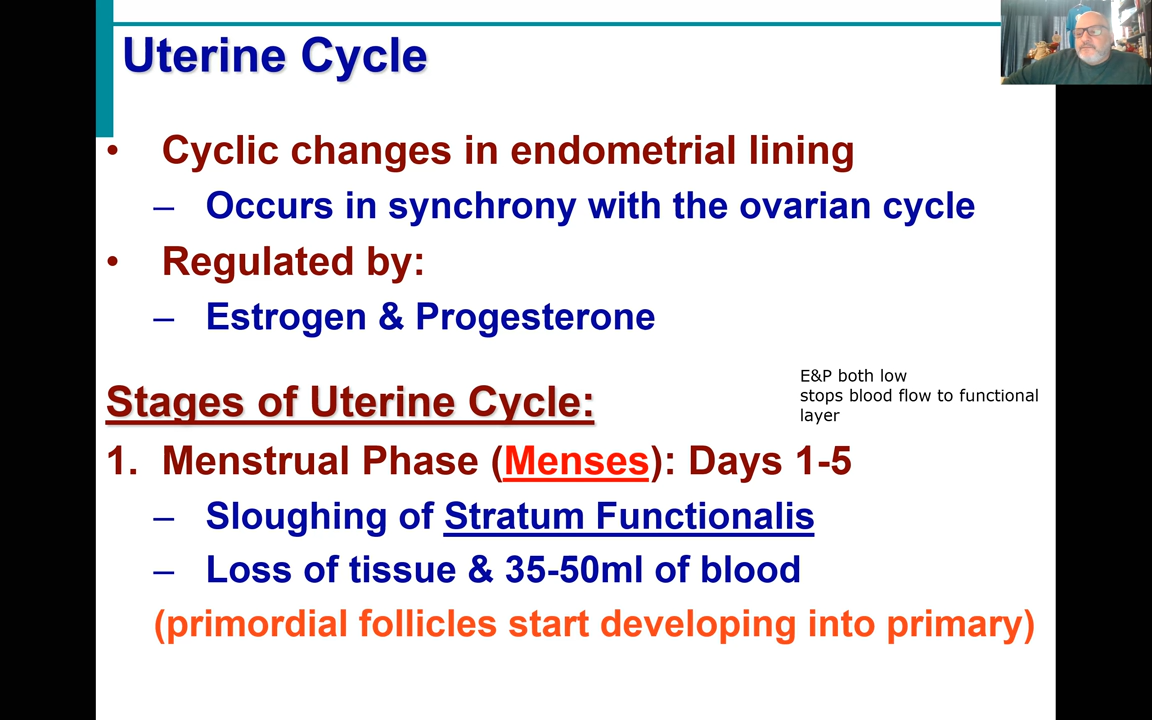 Uterine Cycle
• Cyclic changes in endometrial lining
– Occurs in synchrony with the ovarian cycle
• Regulated by:
– Estrogen & Progesterone
E&P both low
stops blood flow to functional
layer
Stages of Uterine Cycle:
1. Menstrual Phase (Menses): Days 1-5
– Sloughing of Stratum Functionalis
– Loss of tissue & 35-50ml of blood
(primordial follicles start developing into primary)